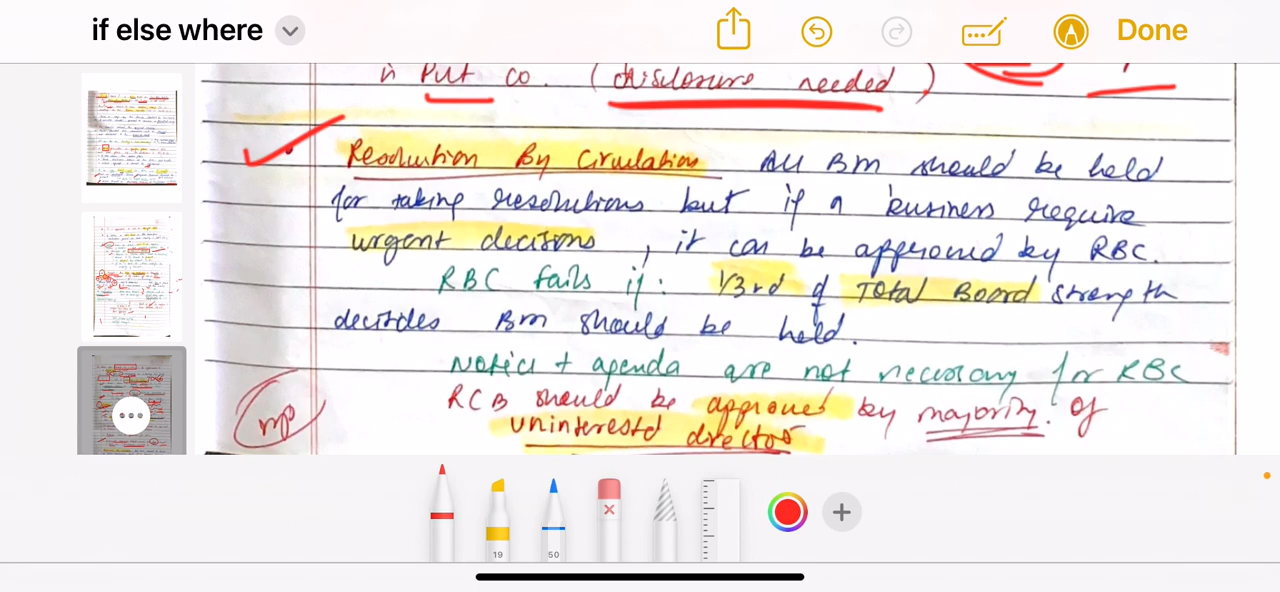 if else where
Done
in Pvt co. (disclosure needed)
Resolution By Circulation All BM should be held
for taking resolutions but if a business require
urgent decisions, it can be approved by RBC.
RBC fails if: 1/3rd of Total Board strength
decides BM should be held.
Notice + agenda are not necessary for RBC
RCB should be approved by majority of
imp
uninterestd director
19
50